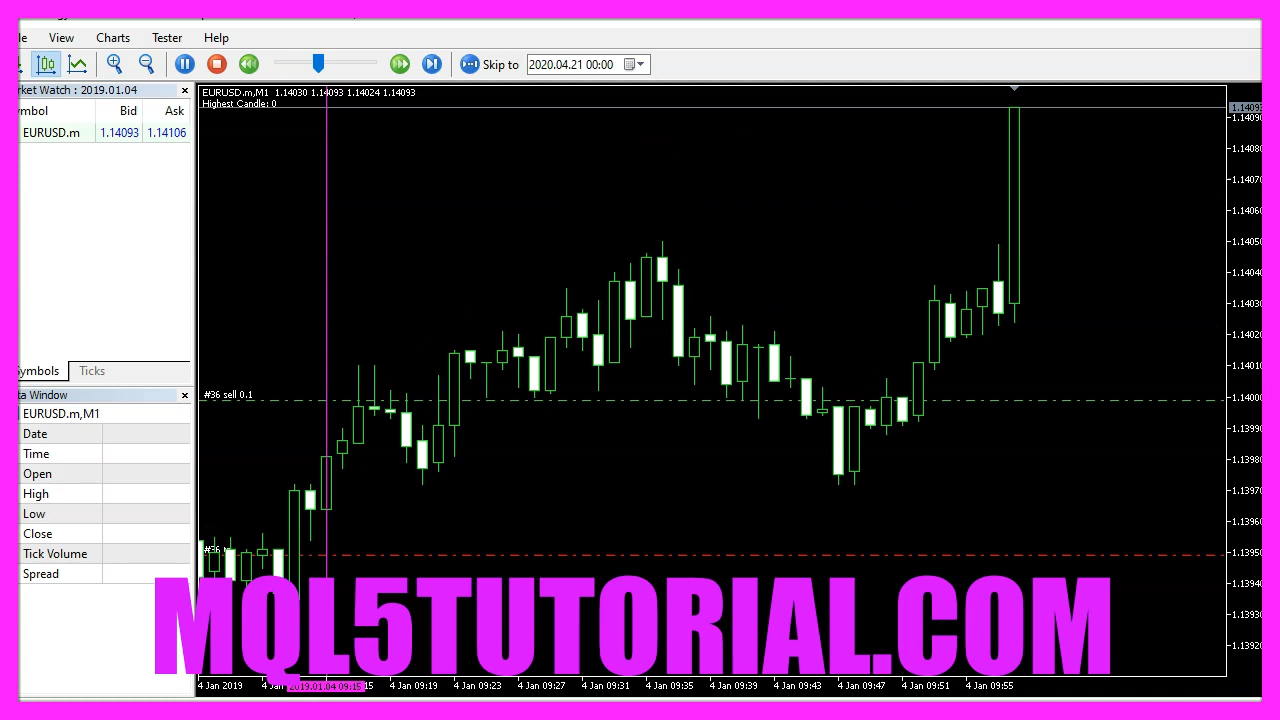 le View Charts Tester Help
Skip to 2020.04.21 00:00
rket Watch : 2019.01.04
ymbol Bid Ask
EURUSD.m 1.14093 1.14106
ymbols Ticks
ta Window
EURUSD.m,M1
Date
Time
Open
High
Low
Close
Tick Volume
Spread
EURUSD.m,M1 1.14030 1.14093 1.14024 1.14093
Highest Candle: 0
#36 sell 0.1
#36
1.14093
1.14090
1.14080
1.14070
1.14060
1.14050
1.14040
1.14030
1.14020
1.14010
1.14000
1.13990
1.13980
1.13970
1.13960
1.13950
1.13940
1.13930
1.13920
MQL5TUTORIAL.COM
4 Jan 2019 4 Jan 2019.01.04 09:15 15 4 Jan 09:19 4 Jan 09:23 4 Jan 09:27 4 Jan 09:31 4 Jan 09:35 4 Jan 09:39 4 Jan 09:43 4 Jan 09:47 4 Jan 09:51 4 Jan 09:55